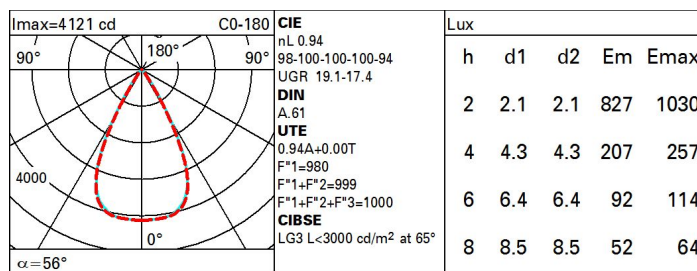 Imax=4121 cd C0-180
90° 180° 90°
4000
0°
α=56°
CIE
nL 0.94
98-100-100-100-94
UGR 19.1-17.4
DIN
A.61
UTE
0.94A+0.00T
F"1=980
F"1+F"2=999
F"1+F"2+F"3=1000
CIBSE
LG3 L<3000 cd/m² at 65°
Lux
h d1 d2 Em Emax
2 2.1 2.1 827 1030
4 4.3 4.3 207 257
6 6.4 6.4 92 114
8 8.5 8.5 52 64